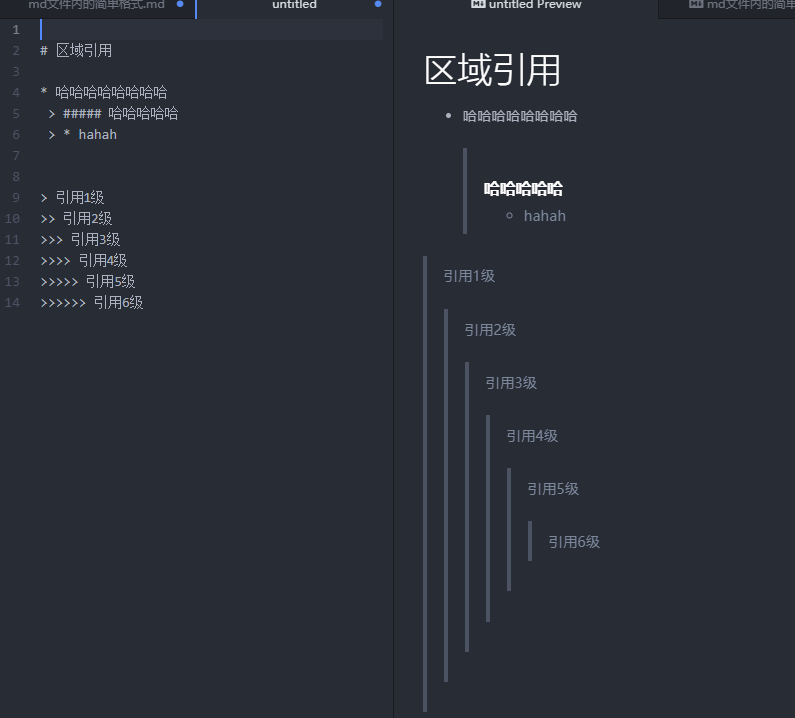 md文件内的简单格式.md
untitled
untitled Preview
md文件内的简单
1
2 # 区域引用
3
4 * 哈哈哈哈哈哈哈哈
5 > ##### 哈哈哈哈哈
6 > * hahah
7
8
9 > 引用1级
10 >> 引用2级
11 >>> 引用3级
12 >>>> 引用4级
13 >>>>> 引用5级
14 >>>>>> 引用6级
区域引用
• 哈哈哈哈哈哈哈哈
哈哈哈哈哈
○ hahah
引用1级
引用2级
引用3级
引用4级
引用5级
引用6级